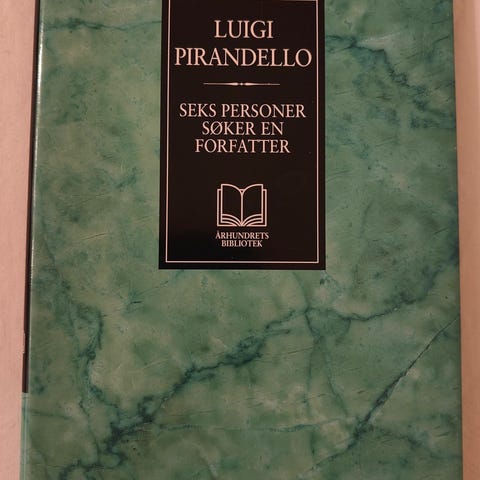 LUIGI
PIRANDELLO
SEKS PERSONER
SØKER EN
FORFATTER
ÅRHUNDRETS
BIBLIOTEK